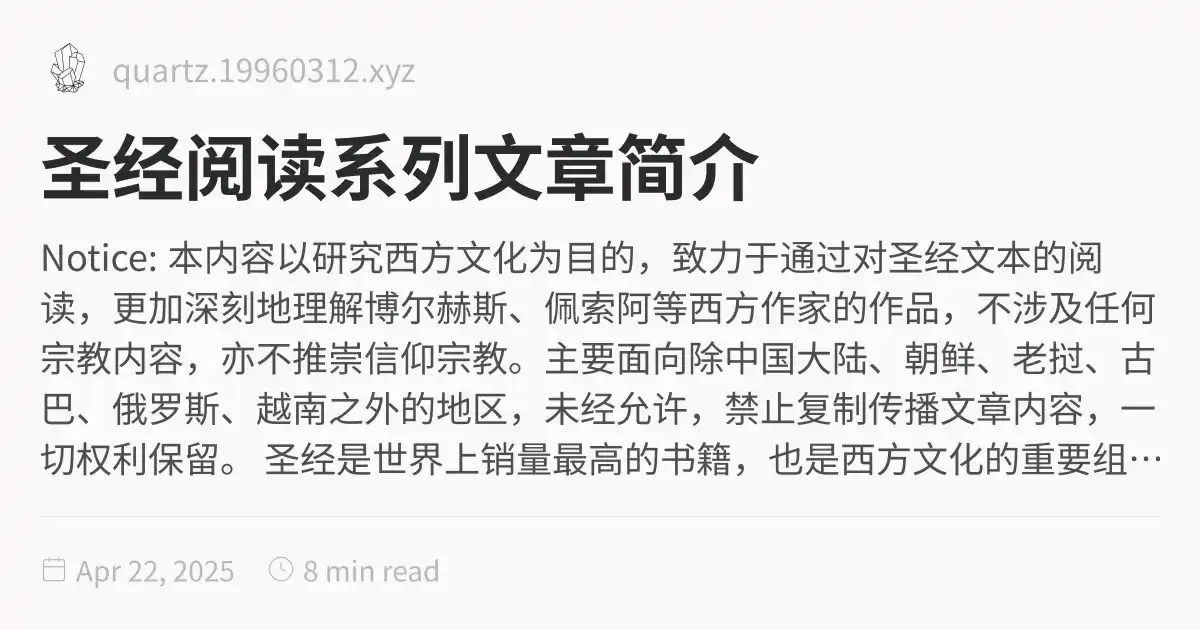 quartz.19960312.xyz
圣经阅读系列文章简介
Notice: 本内容以研究西方文化为目的，致力于通过对圣经文本的阅
读，更加深刻地理解博尔赫斯、佩索阿等西方作家的作品，不涉及任何
宗教内容，亦不推崇信仰宗教。主要面向除中国大陆、朝鲜、老挝、古
巴、俄罗斯、越南之外的地区，未经允许，禁止复制传播文章内容，一
切权利保留。 圣经是世界上销量最高的书籍，也是西方文化的重要组…
Apr 22, 2025 8 min read